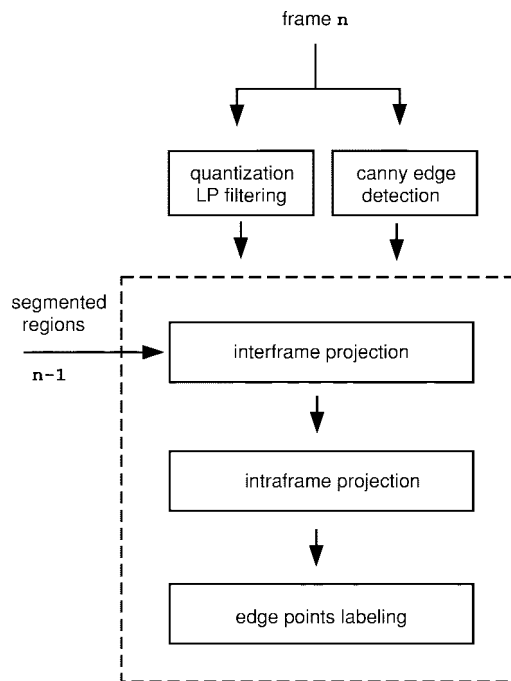 frame n
quantization
LP filtering
canny edge
detection
segmented
regions
n-1
interframe projection
intraframe projection
edge points labeling